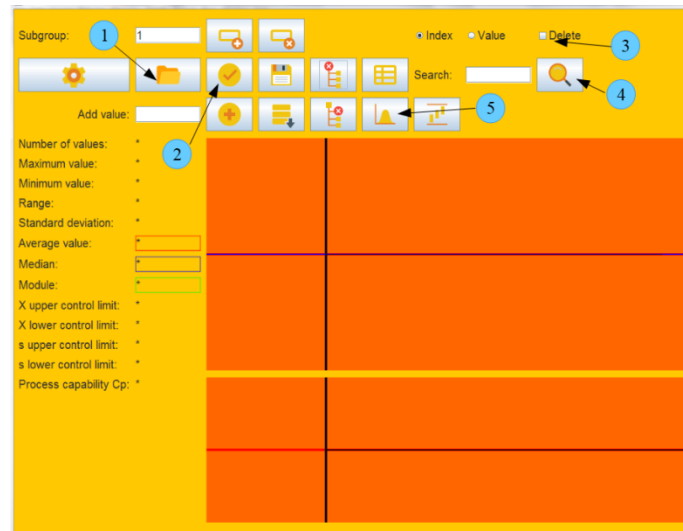 Subgroup: 1 Index Value Delete
1
3
Search:
4
Add value:
5
2
Number of values: *
Maximum value: *
Minimum value: *
Range: *
Standard deviation: *
Average value: *
Median: *
Module: *
X upper control limit: *
X lower control limit: *
s upper control limit: *
s lower control limit: *
Process capability Cp: *